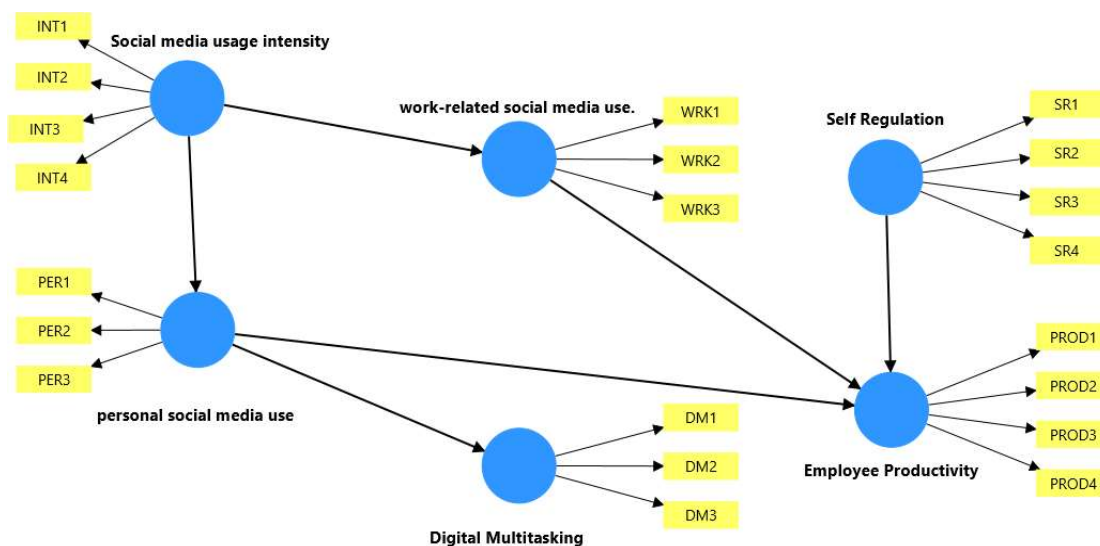 INT1
Social media usage intensity
INT2
INT3
INT4
work-related social media use.
WRK1
WRK2
WRK3
Self Regulation
SR1
SR2
SR3
SR4
PER1
PER2
PER3
personal social media use
DM1
DM2
DM3
Digital Multitasking
PROD1
PROD2
PROD3
PROD4
Employee Productivity